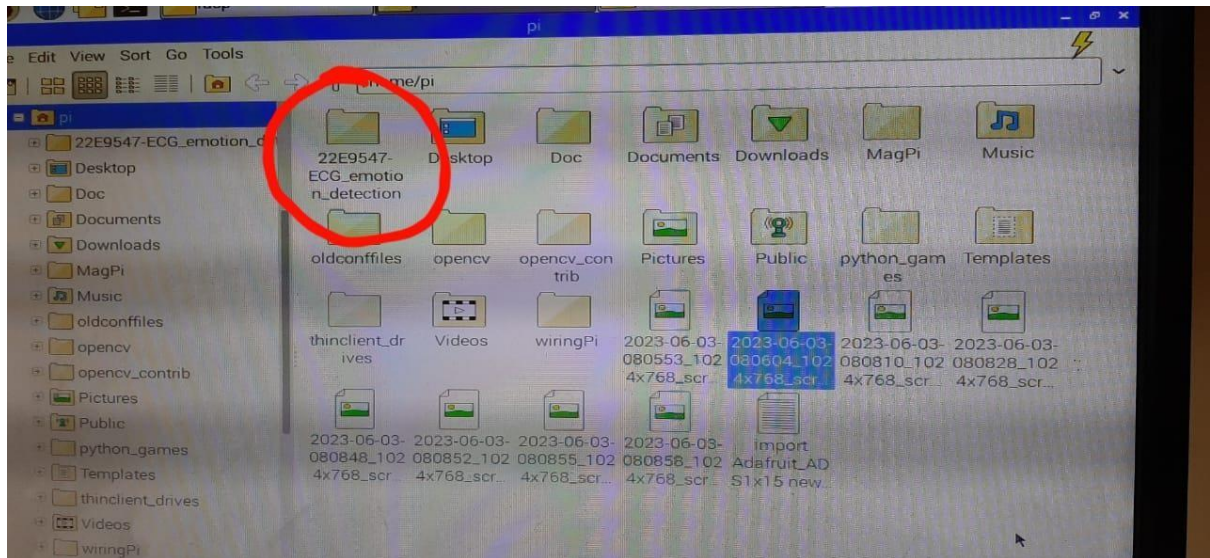 pi
Edit View Sort Go Tools
/home/pi
pi
22E9547-ECG_emotion_d
Desktop
Doc
Documents
Downloads
MagPi
Music
oldconffiles
opencv
opencv_contrib
Pictures
Public
python_games
Templates
thinclient_drives
Videos
wiringPi
22E9547-
ECG_emotio
n_detection
Desktop
Doc
Documents
Downloads
MagPi
Music
oldconffiles
opencv
opencv_con
trib
Pictures
Public
python_gam
es
Templates
thinclient_dr
ives
Videos
wiringPi
2023-06-03-
080553_102
4x768_scr...
2023-06-03-
080604_102
4x768_scr...
2023-06-03-
080810_102
4x768_scr...
2023-06-03-
080828_102
4x768_scr...
2023-06-03-
080848_102
4x768_scr...
2023-06-03-
080852_102
4x768_scr...
2023-06-03-
080855_102
4x768_scr...
2023-06-03-
080858_102
4x768_scr...
import
Adafruit_AD
S1x15 new...